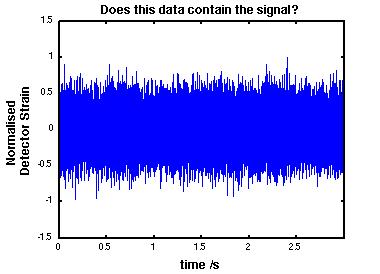 Does this data contain the signal?
1.5
1
0.5
0
-0.5
-1
-1.5
Normalised
Detector Strain
0 0.5 1 1.5 2 2.5
time /s